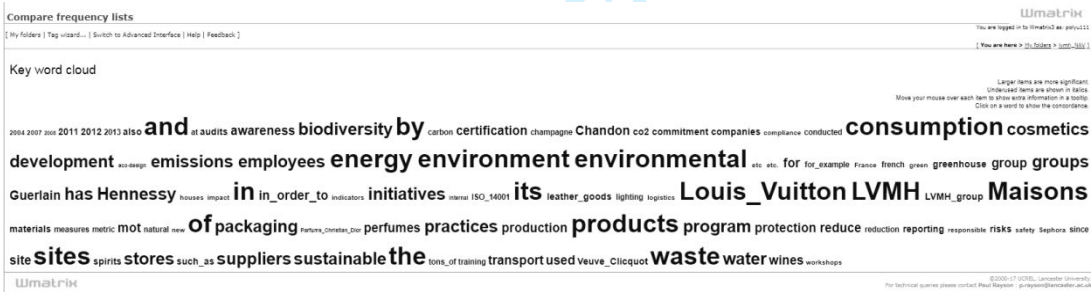 Compare frequency lists
Wmatrix
[ My folders | Tag wizard... | Switch to Advanced Interface | Help | Feedback ]
You are logged in to Wmatrix3 as: polyu111
[ You are here > My folders >
Key word cloud
Larger items are more significant.
Underused items are shown in italics.
Move your mouse over each item to show extra information in a tooltip.
Click on a word to show the concordance.
2004 2007 2008 2011 2012 2013 also and at audits awareness biodiversity by carbon certification champagne Chandon co2 commitment companies compliance conducted consumption cosmetics
development eco-design emissions employees energy environment environmental etc etc. for for_example France french green greenhouse group groups
Guerlain has Hennessy houses impact in in_order_to indicators initiatives internal ISO_14001 its leather_goods lighting logistics Louis_Vuitton LVMH LVMH_group Maisons
materials measures metric mot natural new of packaging Parfums_Christian_Dior perfumes practices production products program protection reduce reduction reporting responsible risks safety Sephora since
site sites spirits stores such_as suppliers sustainable the tons_of training transport used Veuve_Clicquot waste water wines workshops
Wmatrix
©2000-17 UCREL, Lancaster University
For technical queries please contact Paul Rayson : p.rayson@lancaster.ac.uk